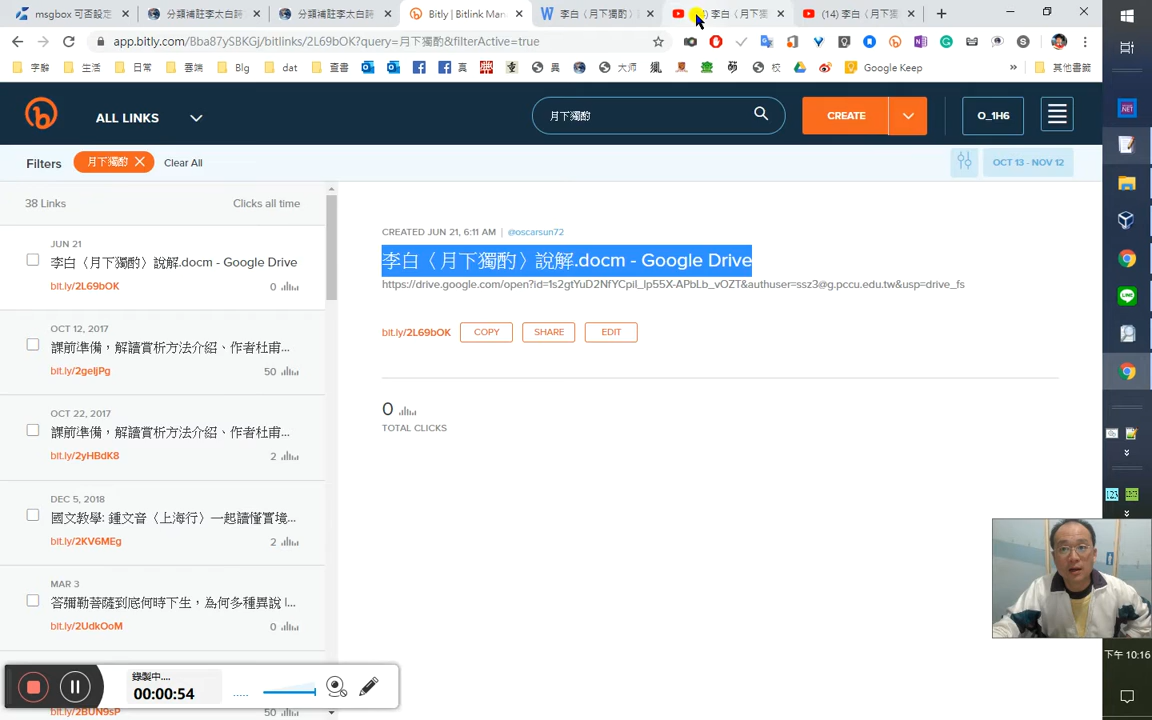 msgbox 可否設定
分類補註李太白詩
分類補註李太白詩
Bitly | Bitlink Man
李白〈月下獨酌〉
李白〈月下獨
(14) 李白〈月下獨
app.bitly.com/Bba87ySBKGj/bitlinks/2L69bOK?query=月下獨酌&filterActive=true
字辭
生活
日常
雲端
Blg
dat
查書
異
真
大师
校
Google Keep
其他書籤
ALL LINKS
月下獨酌
CREATE
O_1H6
Filters
月下獨酌
Clear All
OCT 13 - NOV 12
38 Links
Clicks all time
JUN 21
李白〈月下獨酌〉說解.docm - Google Drive
bit.ly/2L69bOK
0
OCT 12, 2017
課前準備，解讀賞析方法介紹、作者杜甫...
bit.ly/2geIjPg
50
OCT 22, 2017
課前準備，解讀賞析方法介紹、作者杜甫...
bit.ly/2yHBdK8
2
DEC 5, 2018
國文教學: 鍾文音〈上海行〉一起讀懂實境...
bit.ly/2KV6MEg
2
MAR 3
答彌勒菩薩到底何時下生，為何多種異說 |...
bit.ly/2UdkOoM
0
bit.ly/2BUN9sP
50
CREATED JUN 21, 6:11 AM | @oscarsun72
李白〈月下獨酌〉說解.docm - Google Drive
https://drive.google.com/open?id=1s2gtYuD2NfYCpil_lp55X-APbLb_vOZT&authuser=ssz3@g.pccu.edu.tw&usp=drive_fs
bit.ly/2L69bOK
COPY
SHARE
EDIT
0
TOTAL CLICKS
錄製中....
00:00:54
下午 10:16